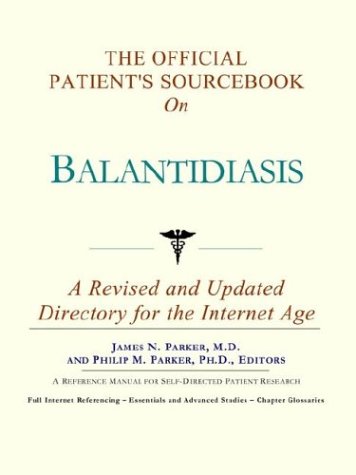 THE OFFICIAL
PATIENT'S SOURCEBOOK
On
BALANTIDIASIS
A Revised and Updated
Directory for the Internet Age
JAMES N. PARKER, M.D.
AND PHILIP M. PARKER, PH.D., EDITORS
A REFERENCE MANUAL FOR SELF-DIRECTED PATIENT RESEARCH
Full Internet Referencing – Essentials and Advanced Studies – Chapter Glossaries